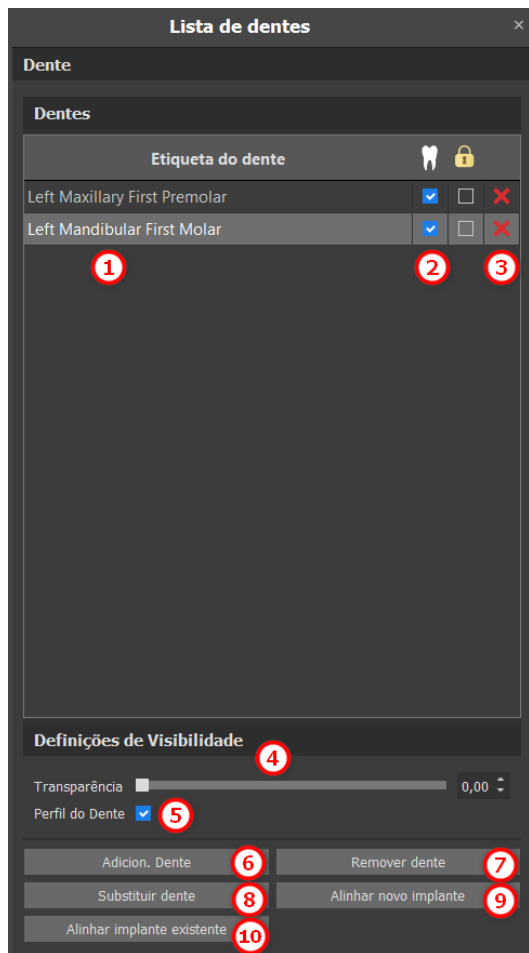 Lista de dentes ×
Dente
Dentes
Etiqueta do dente
Left Maxillary First Premolar
Left Mandibular First Molar
1 2 3
Definições de Visibilidade
4
Transparência 0,00
Perfil do Dente 5
Adicion. Dente 6 Remover dente 7
Substituir dente 8 Alinhar novo implante 9
Alinhar implante existente 10